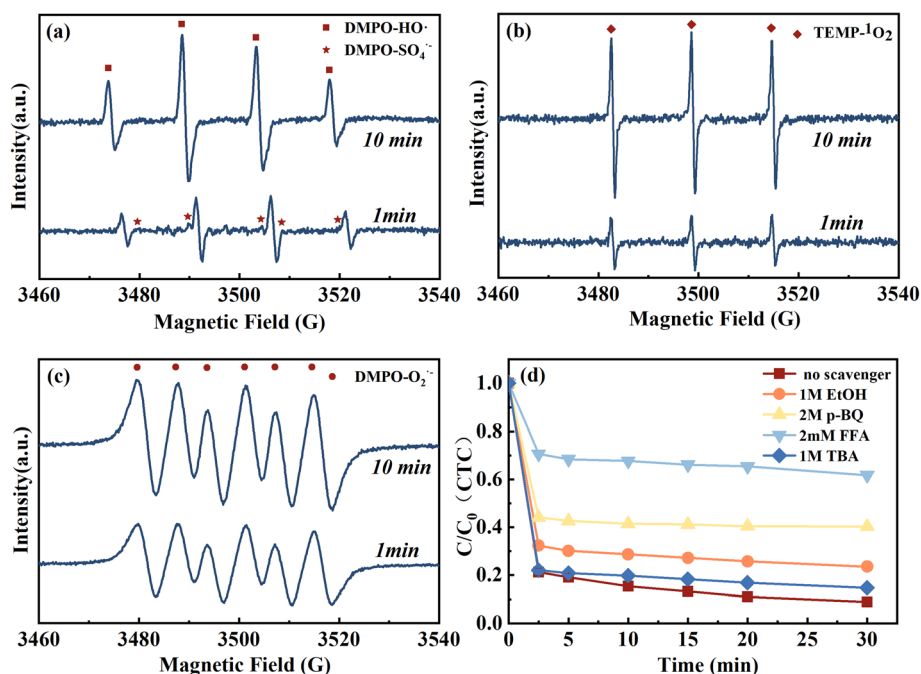 (a)
DMPO-HO·
DMPO-SO₄·⁻
10 min
1min
Intensity(a.u.)
3460 3480 3500 3520 3540
Magnetic Field (G)
(b)
TEMP-¹O2
10 min
1min
Intensity(a.u.)
3460 3480 3500 3520 3540
Magnetic Field (G)
(c)
DMPO-O₂·⁻
10 min
1min
Intensity(a.u.)
3460 3480 3500 3520 3540
Magnetic Field (G)
(d)
no scavenger
1M EtOH
2M p-BQ
2mM FFA
1M TBA
C/C₀（CTC）
1.0
0.8
0.6
0.4
0.2
0.0
0 5 10 15 20 25 30
Time (min)